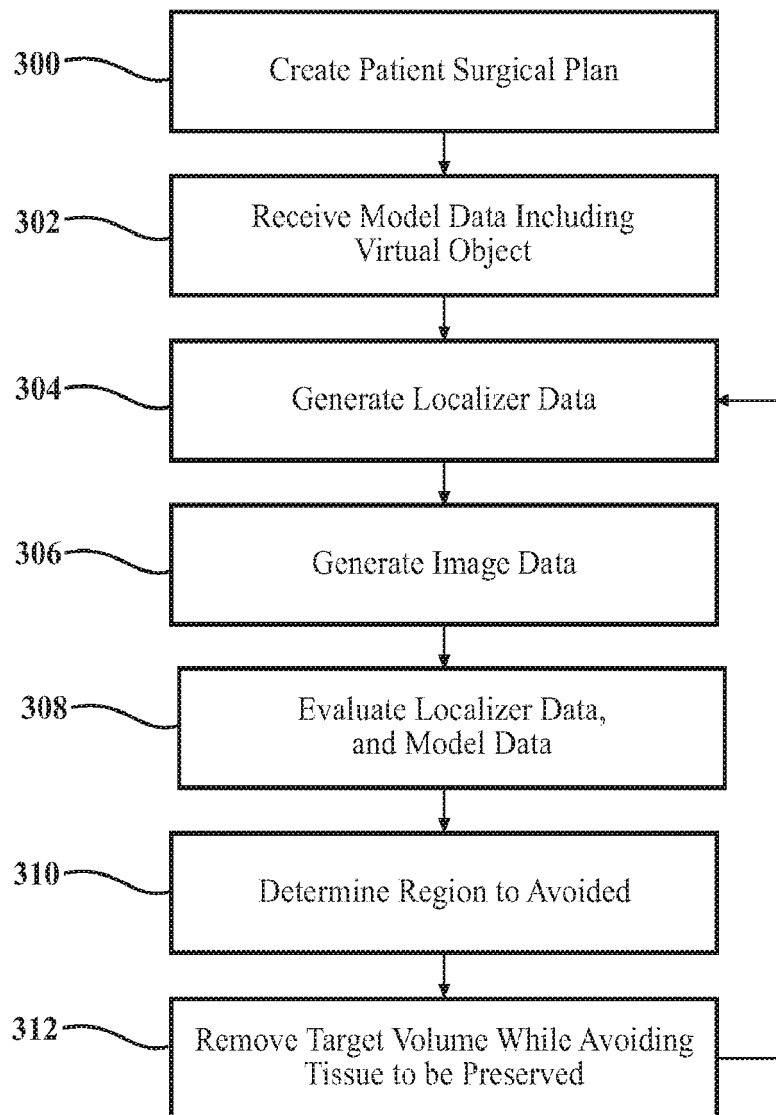 300
Create Patient Surgical Plan
302
Receive Model Data Including
Virtual Object
304
Generate Localizer Data
306
Generate Image Data
308
Evaluate Localizer Data,
and Model Data
310
Determine Region to Avoided
312
Remove Target Volume While Avoiding
Tissue to be Preserved